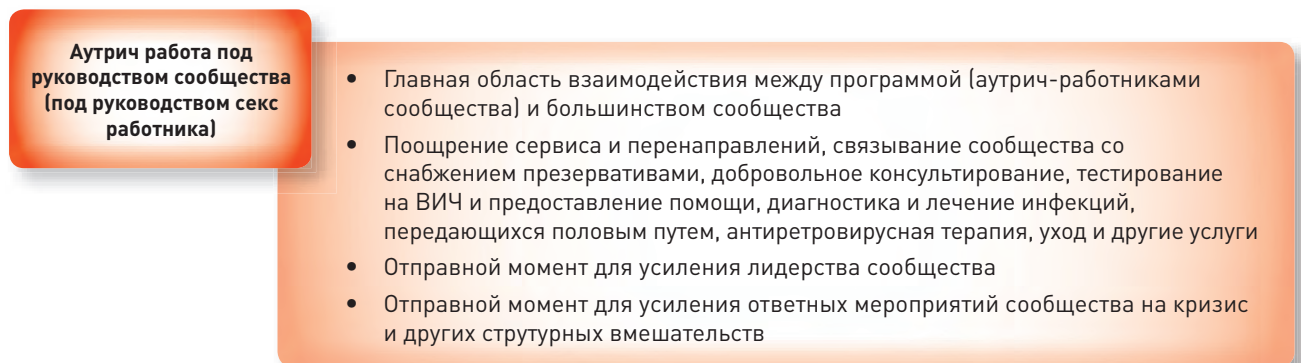 Аутрич работа под
руководством сообщества
(под руководством секс
работника)
• Главная область взаимодействия между программой (аутрич-работниками
сообщества) и большинством сообщества
• Поощрение сервиса и перенаправлений, связывание сообщества со
снабжением презервативами, добровольное консультирование, тестирование
на ВИЧ и предоставление помощи, диагностика и лечение инфекций,
передающихся половым путем, антиретровирусная терапия, уход и другие услуги
• Отправной момент для усиления лидерства сообщества
• Отправной момент для усиления ответных мероприятий сообщества на кризис
и других струтурных вмешательств